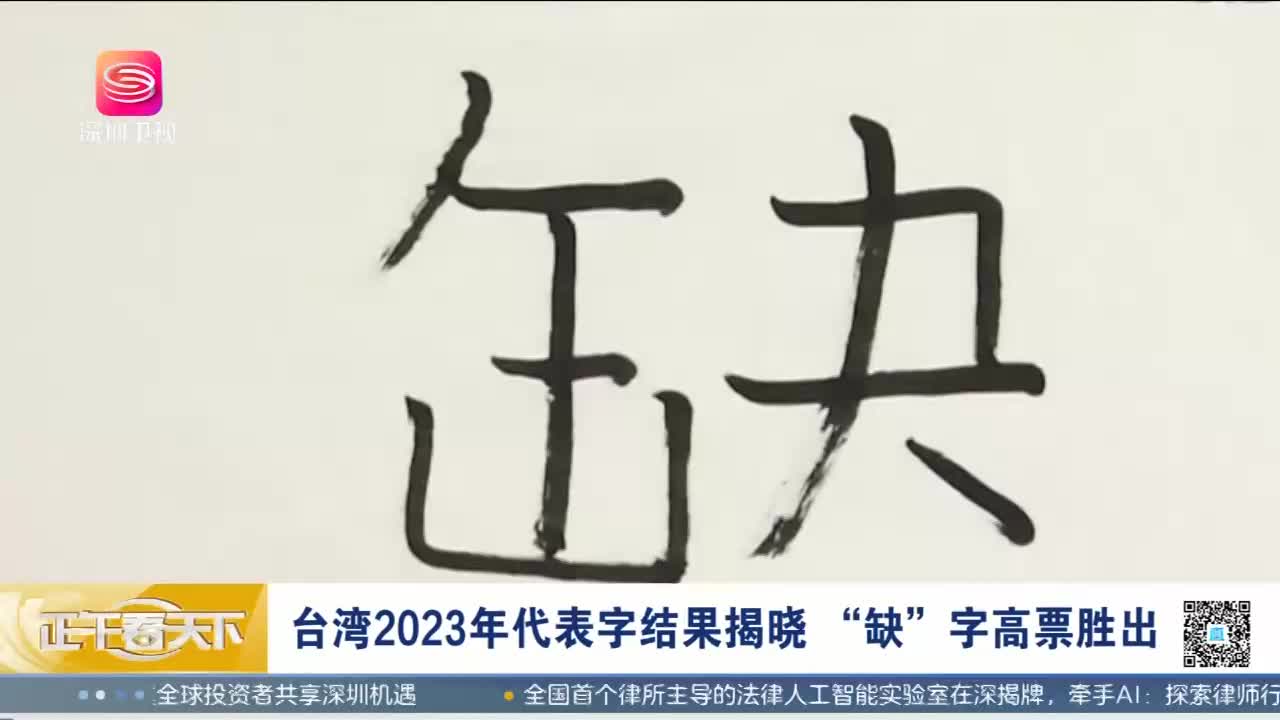 深圳卫视
缺
正午看天下
台湾2023年代表字结果揭晓 “缺”字高票胜出
全球投资者共享深圳机遇
全国首个律所主导的法律人工智能实验室在深揭牌，牵手AI：探索律师行